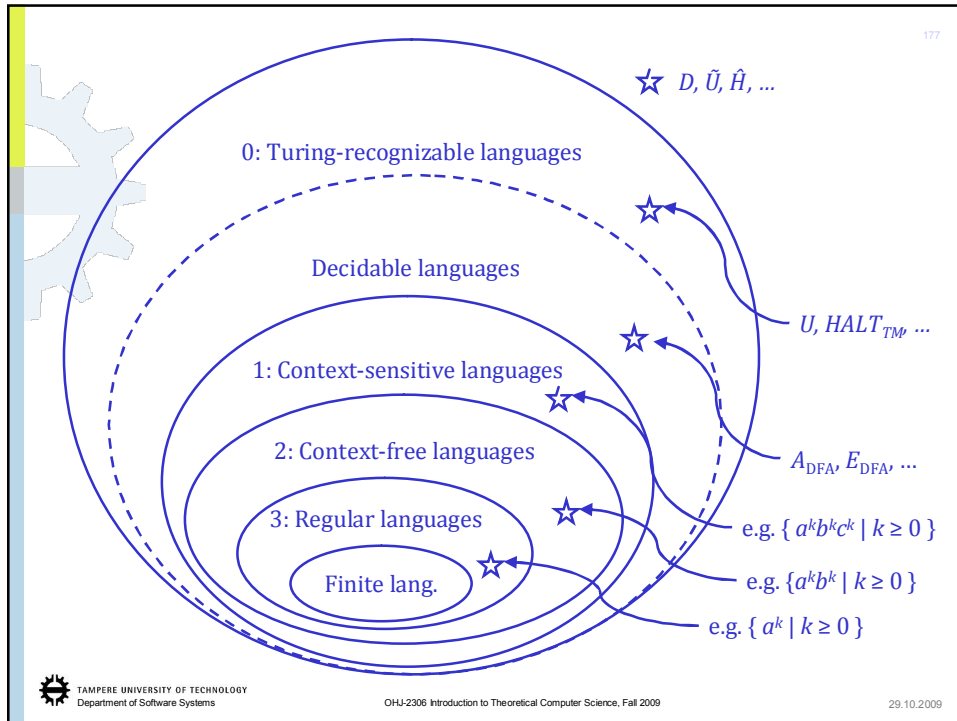 177
D, Ũ, Ĥ, ...
0: Turing-recognizable languages
Decidable languages
U, HALT_TM, ...
1: Context-sensitive languages
2: Context-free languages
A_DFA, E_DFA, ...
3: Regular languages
e.g. { a^k b^k c^k | k ≥ 0 }
Finite lang.
e.g. {a^k b^k | k ≥ 0 }
e.g. { a^k | k ≥ 0 }
TAMPERE UNIVERSITY OF TECHNOLOGY
Department of Software Systems
OHJ-2306 Introduction to Theoretical Computer Science, Fall 2009
29.10.2009